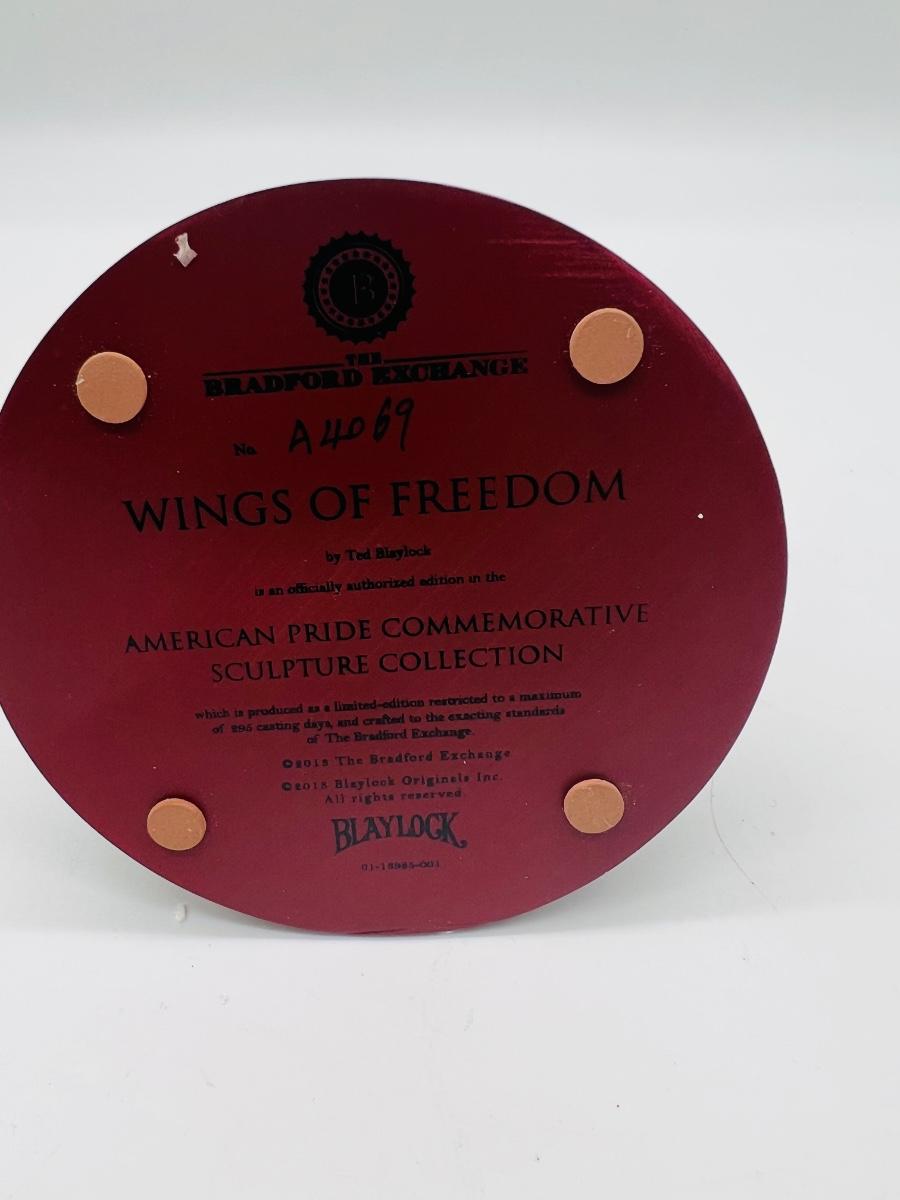 B
THE
BRADFORD EXCHANGE
No. A4069
WINGS OF FREEDOM
by Ted Blaylock
is an officially authorized edition in the
AMERICAN PRIDE COMMEMORATIVE
SCULPTURE COLLECTION
which is produced as a limited-edition restricted to a maximum
of 295 casting days, and crafted to the exacting standards
of The Bradford Exchange.
©2015 The Bradford Exchange
©2015 Blaylock Originals Inc.
All rights reserved.
BLAYLOCK